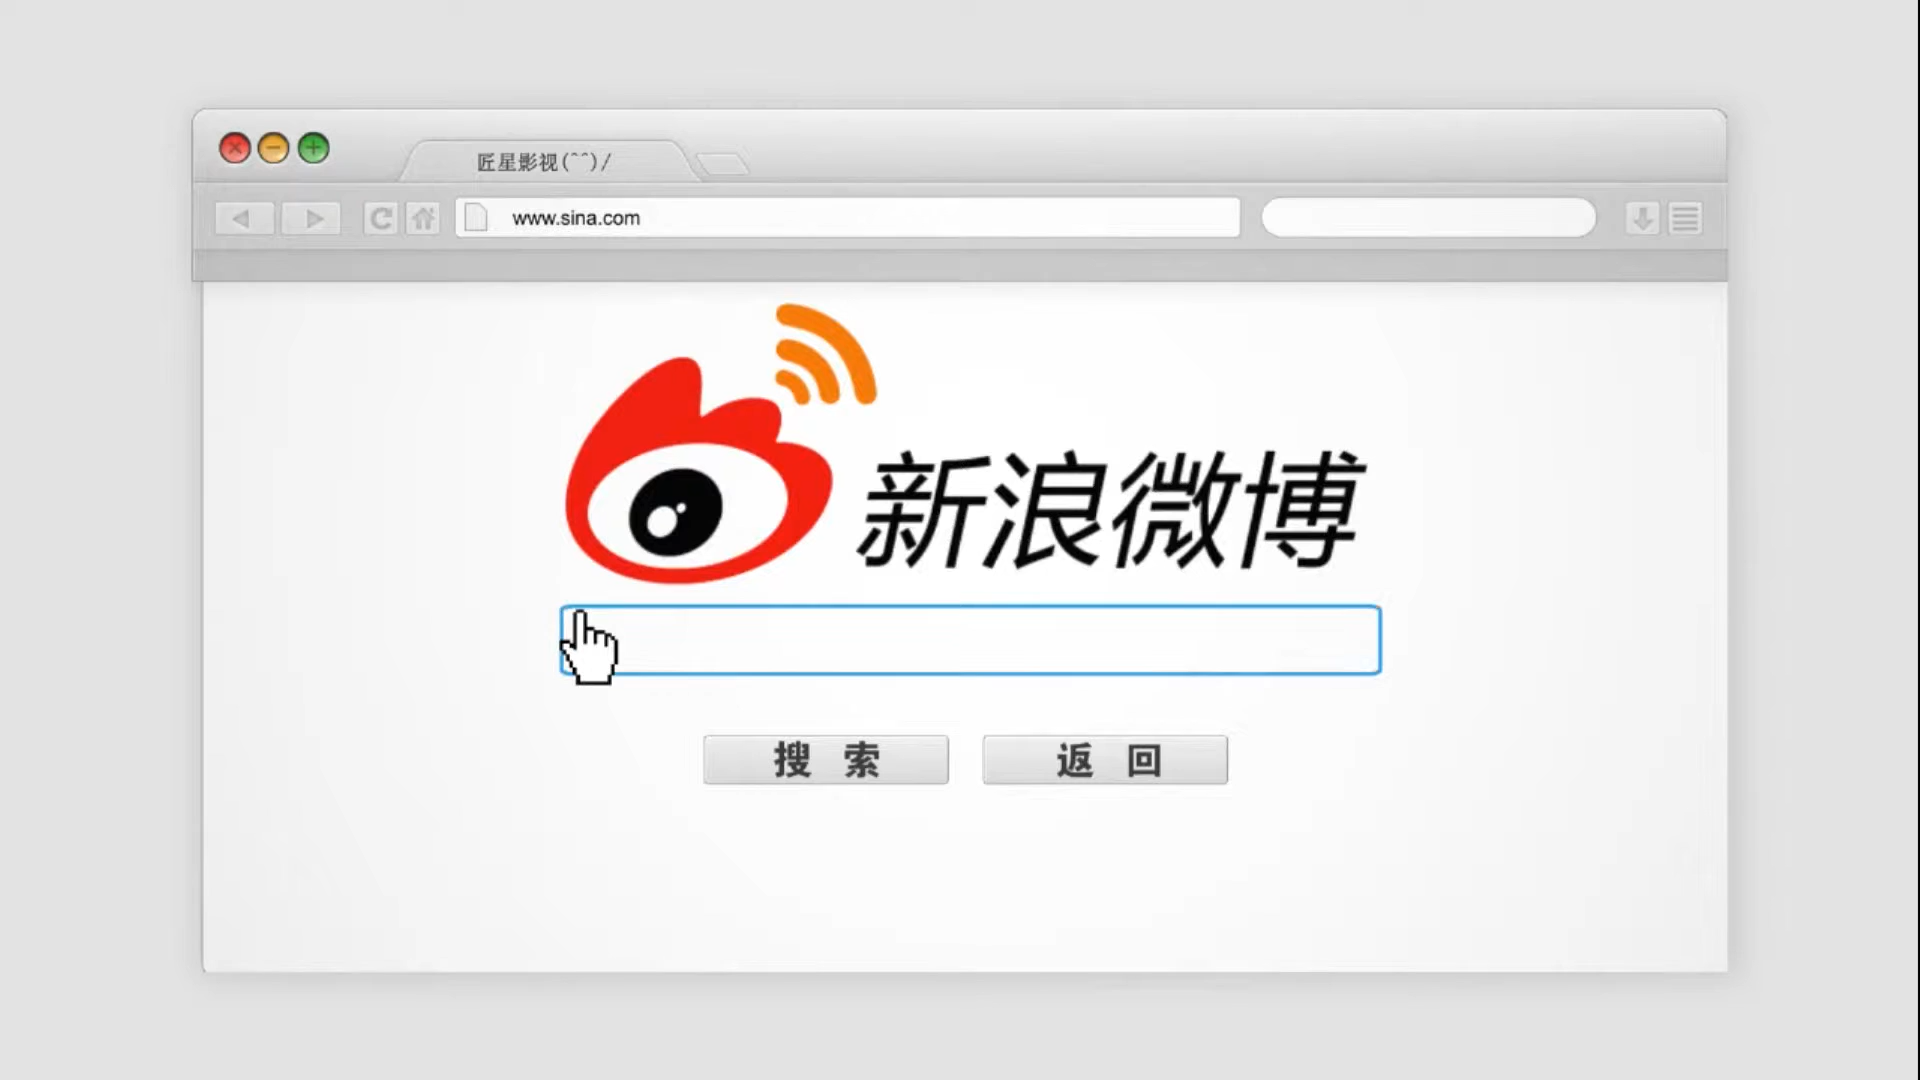 匠星影视(^^)/
www.sina.com
新浪微博
搜 索
返 回